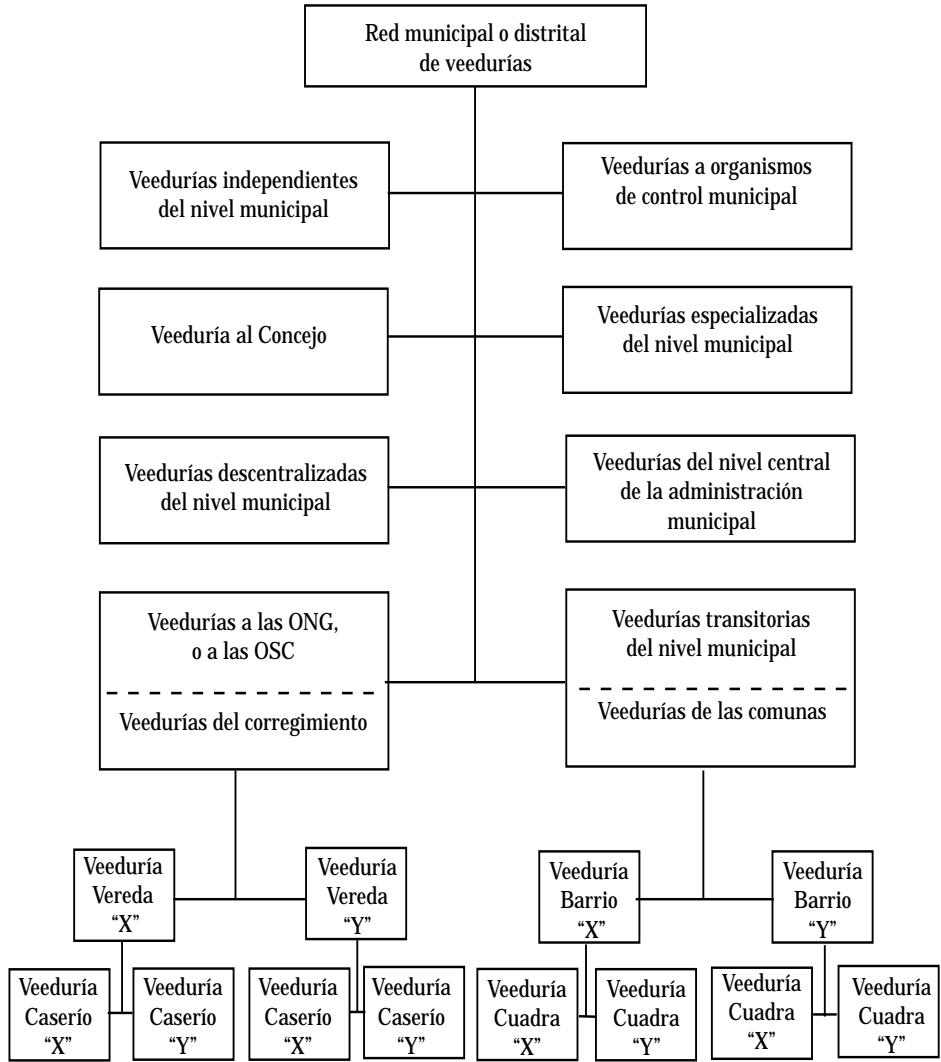 Red municipal o distrital
de veedurías
Veedurías independientes
del nivel municipal
Veedurías a organismos
de control municipal
Veeduría al Concejo
Veedurías especializadas
del nivel municipal
Veedurías descentralizadas
del nivel municipal
Veedurías del nivel central
de la administración
municipal
Veedurías a las ONG,
o a las OSC
Veedurías del corregimiento
Veedurías transitorias
del nivel municipal
Veedurías de las comunas
Veeduría
Vereda
“X”
Veeduría
Vereda
“Y”
Veeduría
Barrio
“X”
Veeduría
Barrio
“Y”
Veeduría
Caserío
“X”
Veeduría
Caserío
“Y”
Veeduría
Caserío
“X”
Veeduría
Caserío
“Y”
Veeduría
Cuadra
“X”
Veeduría
Cuadra
“Y”
Veeduría
Cuadra
“X”
Veeduría
Cuadra
“Y”